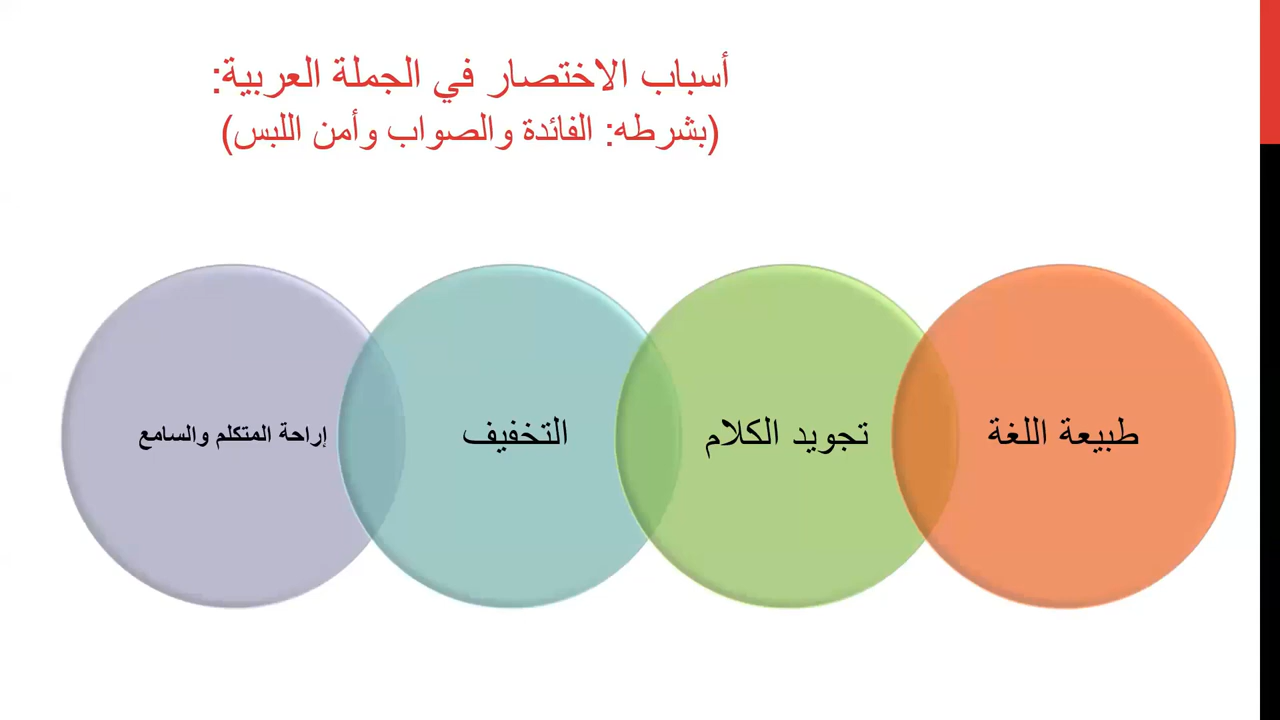 أسباب الاختصار في الجملة العربية:
(بشرطه: الفائدة والصواب وأمن اللبس)
طبيعة اللغة
تجويد الكلام
التخفيف
إراحة المتكلم والسامع